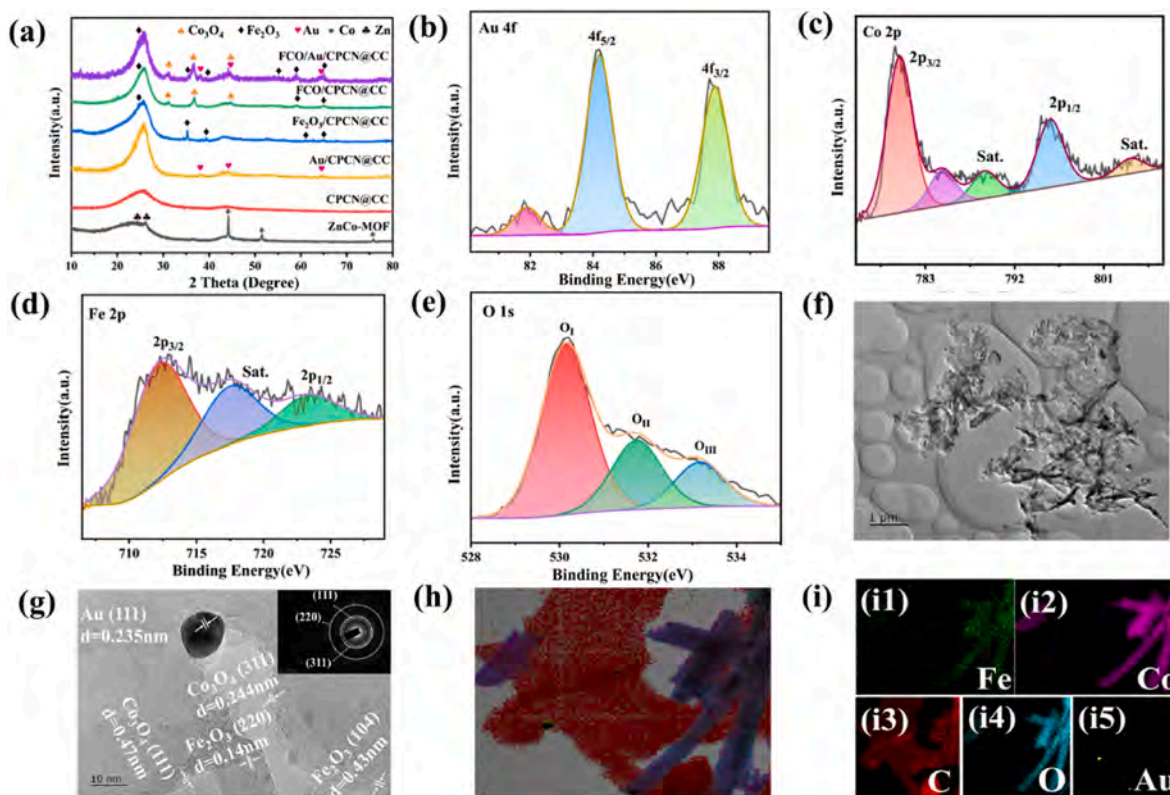 (a)
Co₃O₄ Fe₂O₃ Au Co Zn
FCO/Au/CPCN@CC
FCO/CPCN@CC
Fe₂O₃/CPCN@CC
Au/CPCN@CC
CPCN@CC
ZnCo-MOF
Intensity(a.u.)
10 20 30 40 50 60 70 80
2 Theta (Degree)
(b)
Au 4f
4f5/2
4f3/2
Intensity(a.u.)
82 84 86 88
Binding Energy(eV)
(c)
Co 2p
2p3/2
2p1/2
Sat.
Sat.
Intensity(a.u.)
783 792 801
Binding Energy(eV)
(d)
Fe 2p
2p3/2
Sat.
2p1/2
Intensity(a.u.)
710 715 720 725
Binding Energy(eV)
(e)
O 1s
OI
OII
OIII
Intensity(a.u.)
528 530 532 534
Binding Energy(eV)
(f)
1 μm
(g)
Au (111)
d=0.235nm
(111)
(220)
(311)
Co₃O₄ (311)
d=0.244nm
Co₃O₄ (111)
d=0.47nm
Fe₂O₃ (220)
d=0.14nm
Fe₂O₃ (104)
d=0.43nm
10 nm
(h)
(i)
(i1)
Fe
(i2)
Co
(i3)
C
(i4)
O
(i5)
Au